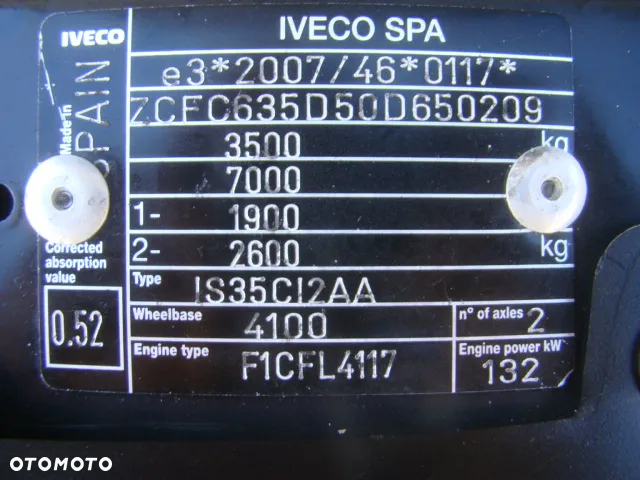 IVECO
IVECO SPA
Made in SPAIN
e3*2007/46*0117*
ZCFC635D50D650209
3500 kg
7000
1- 1900
2- 2600 kg
Corrected
absorption
value
0.52
Type IS35CI2AA
Wheelbase 4100
n° of axles 2
Engine type F1CFL4117
Engine power kW 132
OTOMOTO